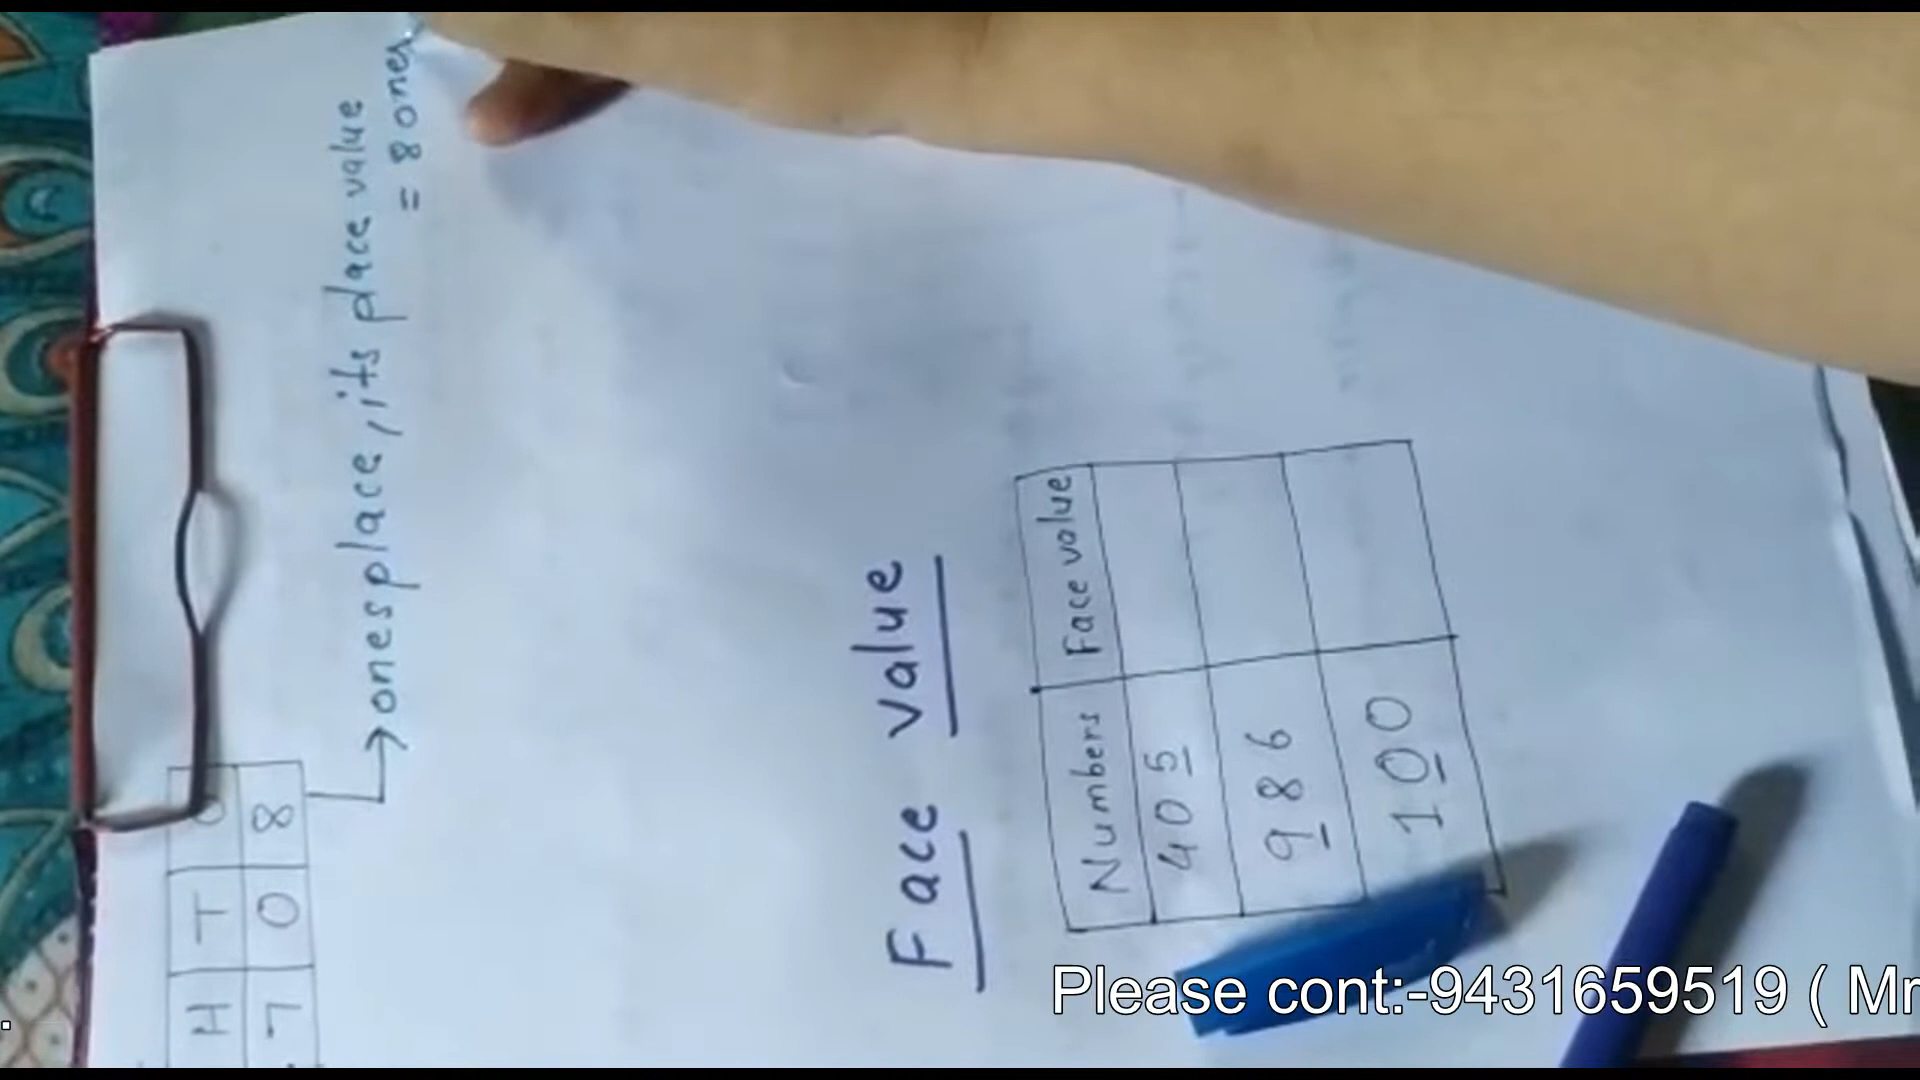 H T O
7 0 8
→ ones place, its place value
= 8 ones
Face value
Numbers Face value
405
986
100
Please cont:-9431659519 ( Mr